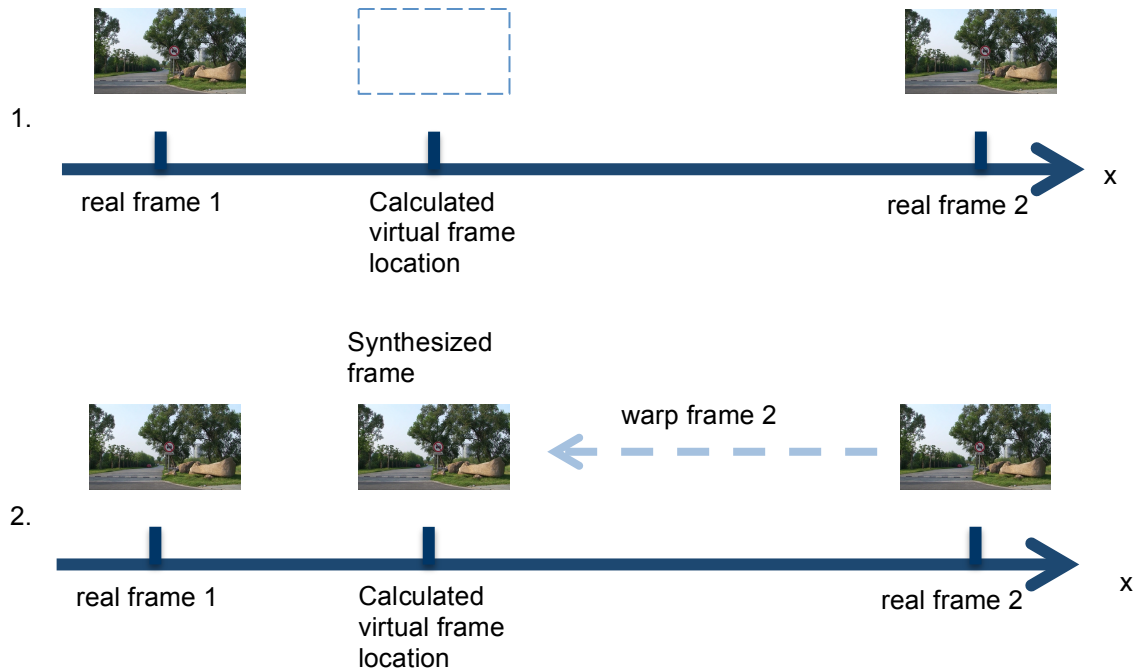 1.
real frame 1
Calculated
virtual frame
location
real frame 2
x
Synthesized
frame
warp frame 2
2.
real frame 1
Calculated
virtual frame
location
real frame 2
x